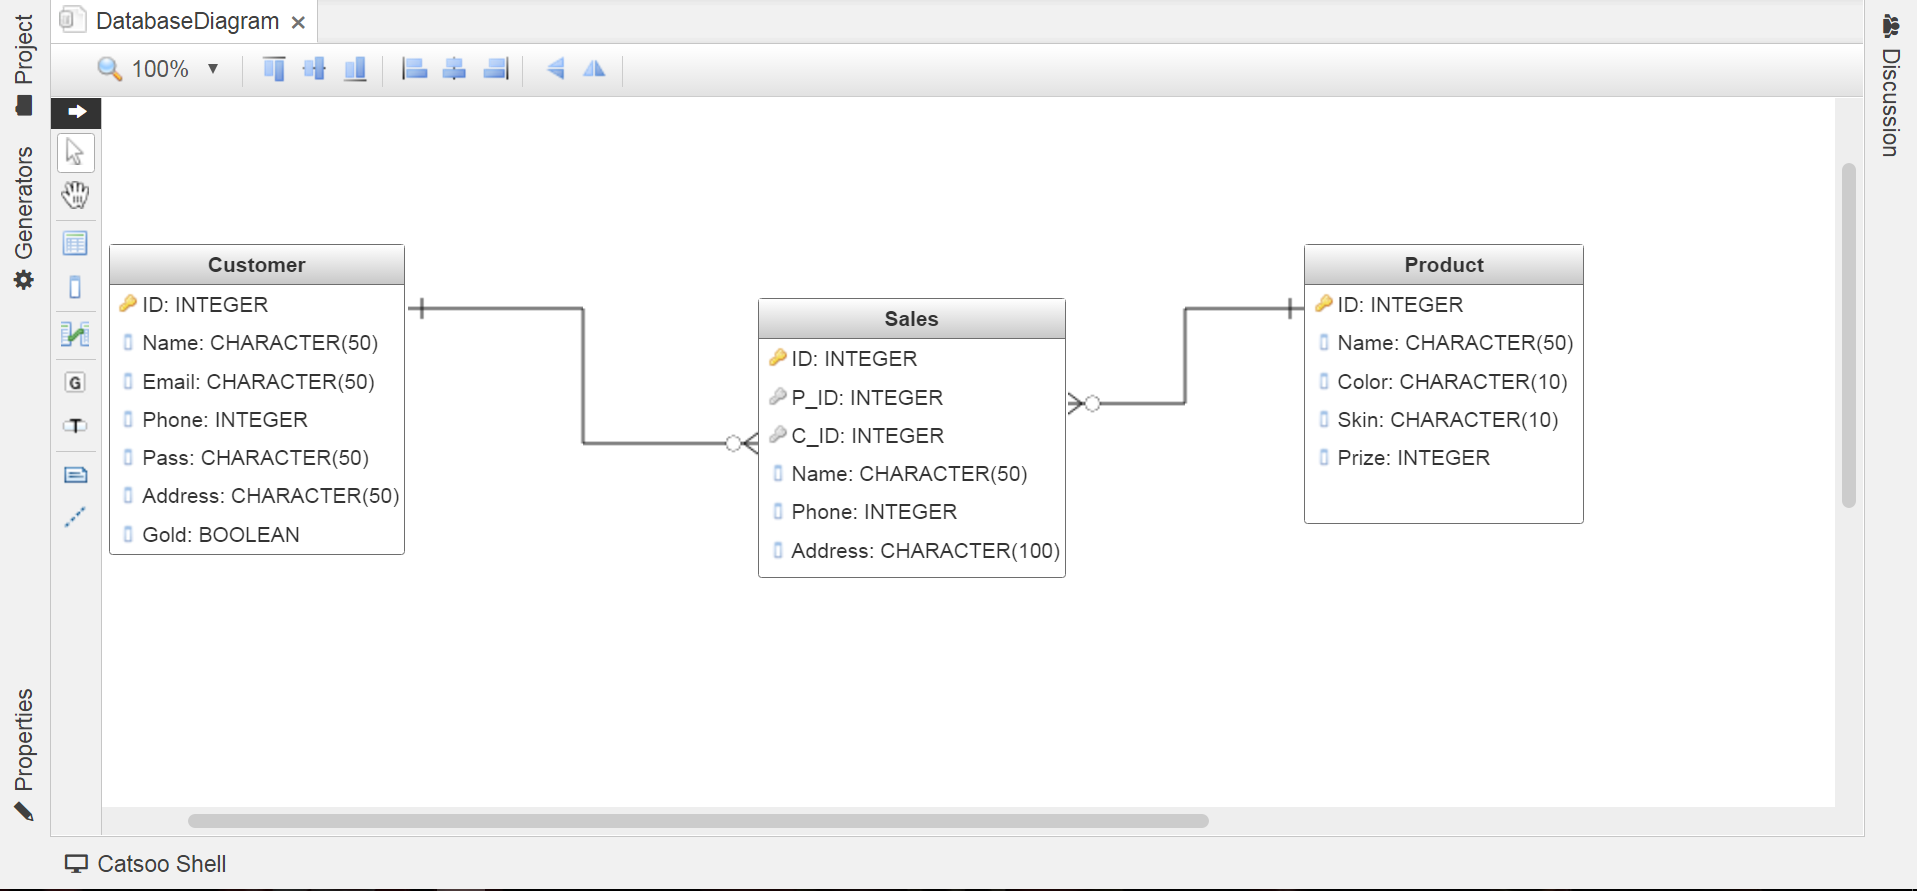 DatabaseDiagram
100%
Project
Generators
Properties
Discussion
G
T
Customer
ID: INTEGER
Name: CHARACTER(50)
Email: CHARACTER(50)
Phone: INTEGER
Pass: CHARACTER(50)
Address: CHARACTER(50)
Gold: BOOLEAN
Sales
ID: INTEGER
P_ID: INTEGER
C_ID: INTEGER
Name: CHARACTER(50)
Phone: INTEGER
Address: CHARACTER(100)
Product
ID: INTEGER
Name: CHARACTER(50)
Color: CHARACTER(10)
Skin: CHARACTER(10)
Prize: INTEGER
Catsoo Shell